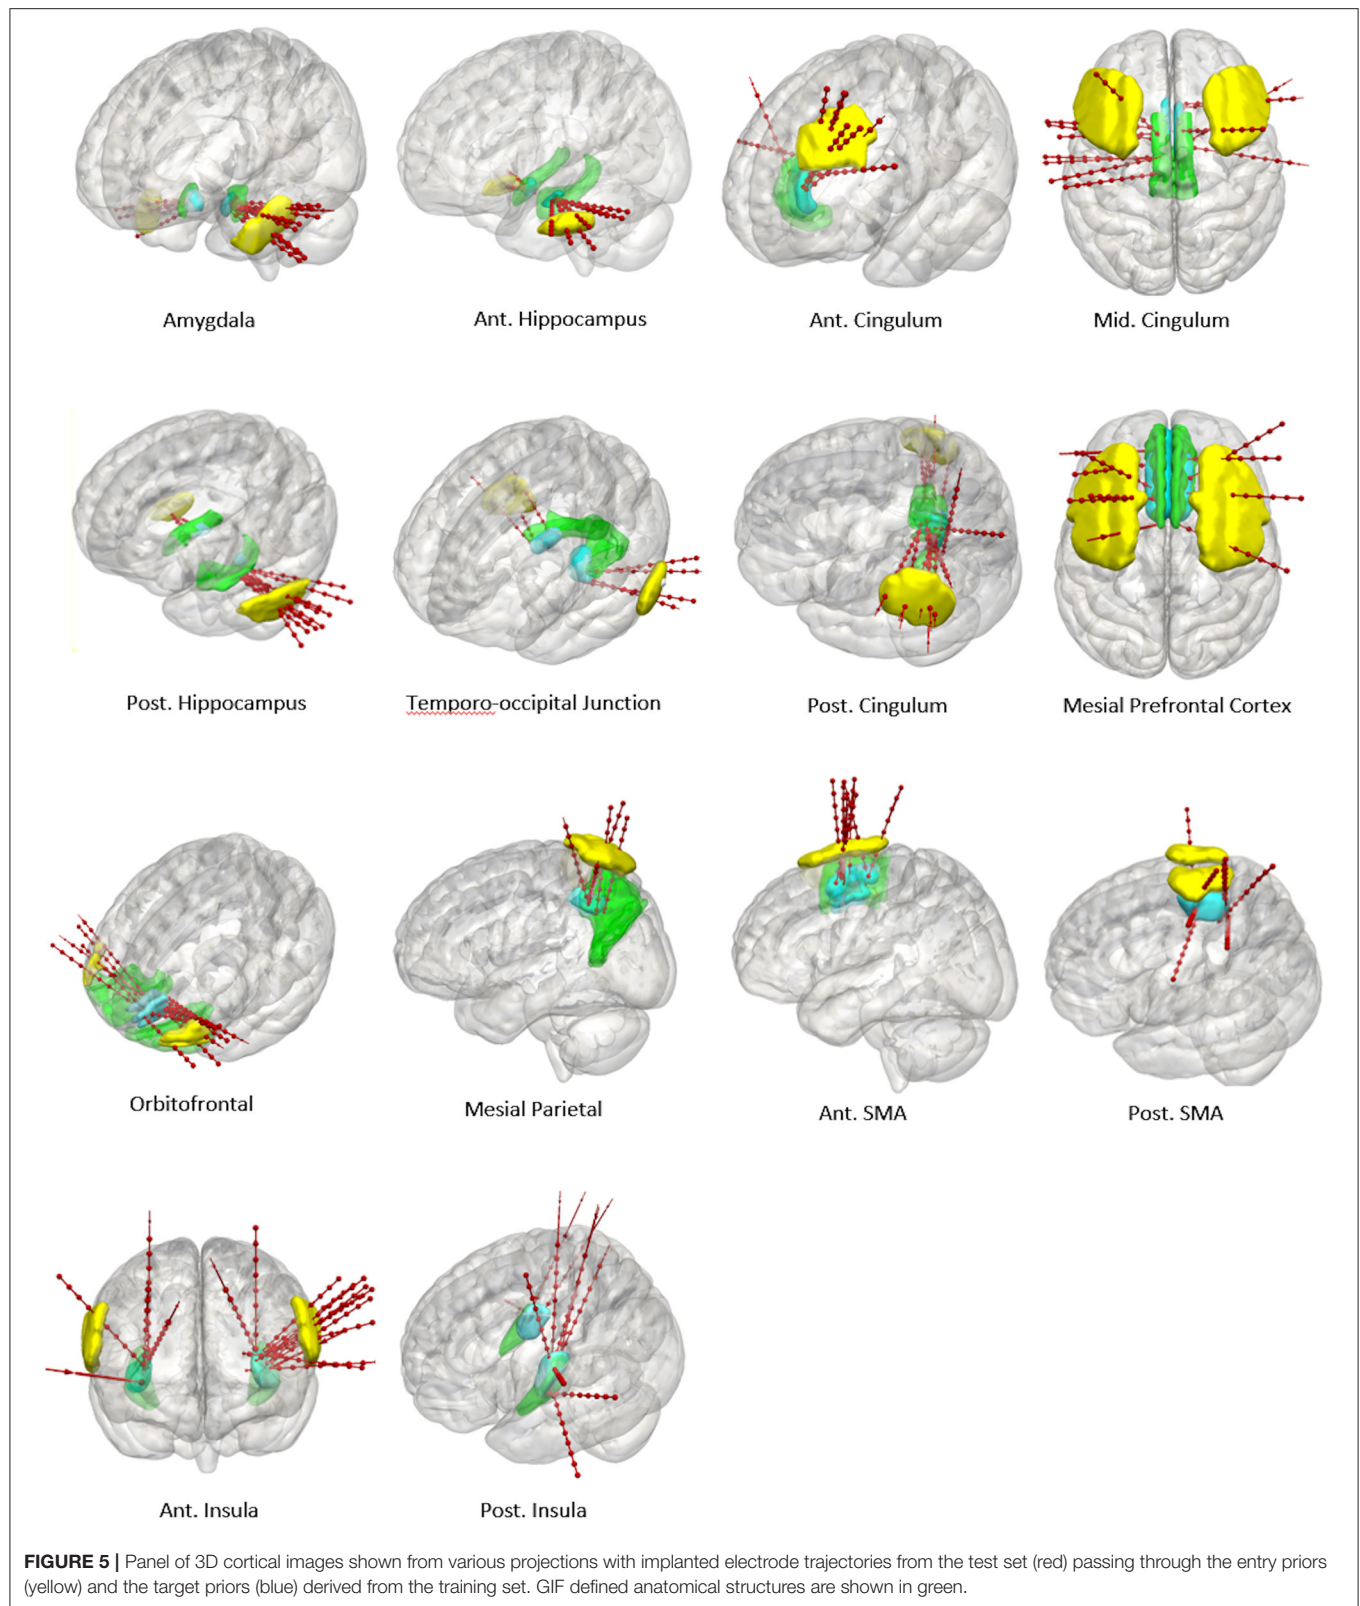 Amygdala
Ant. Hippocampus
Ant. Cingulum
Mid. Cingulum
Post. Hippocampus
Temporo-occipital Junction
Post. Cingulum
Mesial Prefrontal Cortex
Orbitofrontal
Mesial Parietal
Ant. SMA
Post. SMA
Ant. Insula
Post. Insula
FIGURE 5 | Panel of 3D cortical images shown from various projections with implanted electrode trajectories from the test set (red) passing through the entry priors
(yellow) and the target priors (blue) derived from the training set. GIF defined anatomical structures are shown in green.